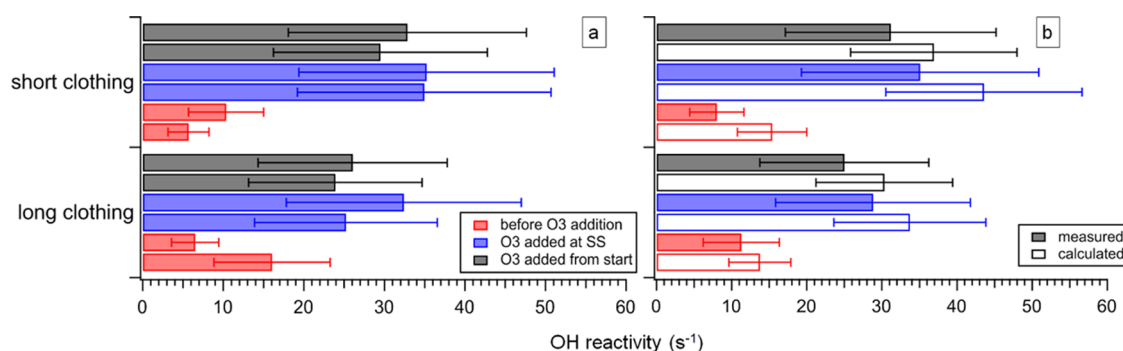 a
b
short clothing
long clothing
before O3 addition
O3 added at SS
O3 added from start
measured
calculated
0 10 20 30 40 50 60
0 10 20 30 40 50 60
OH reactivity (s⁻¹)